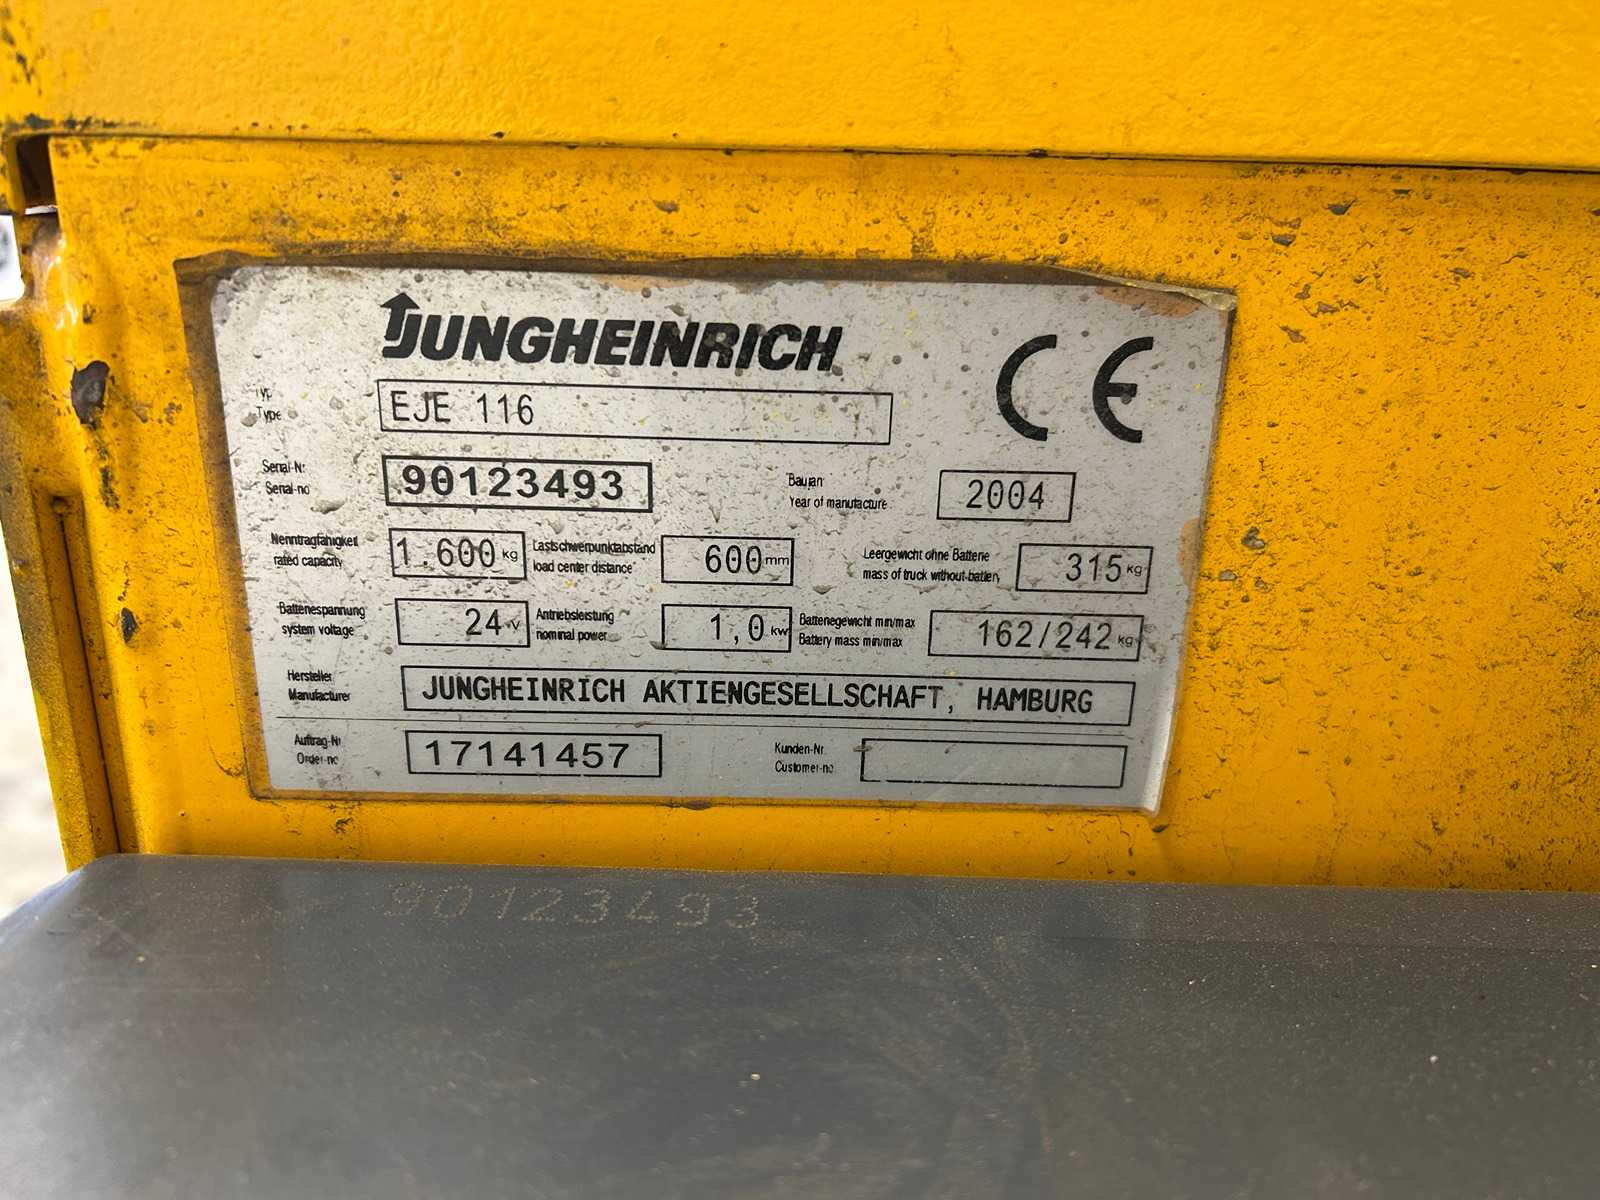 JUNGHEINRICH
CE
Typ
Type
EJE 116
Serial-Nr.
Serial-no
90123493
Baujahr
Year of manufacture
2004
Nenntragfähigkeit
rated capacity
1.600 kg
Lastschwerpunktabstand
load center distance
600 mm
Leergewicht ohne Batterie
mass of truck without battery
315 kg
Batteriespannung
system voltage
24 V
Antriebsleistung
nominal power
1,0 kW
Batteriegewicht min/max
Battery mass min/max
162/242 kg
Hersteller
Manufacturer
JUNGHEINRICH AKTIENGESELLSCHAFT, HAMBURG
Auftrag-Nr
Order-no
17141457
Kunden-Nr.
Customer-no
90123493